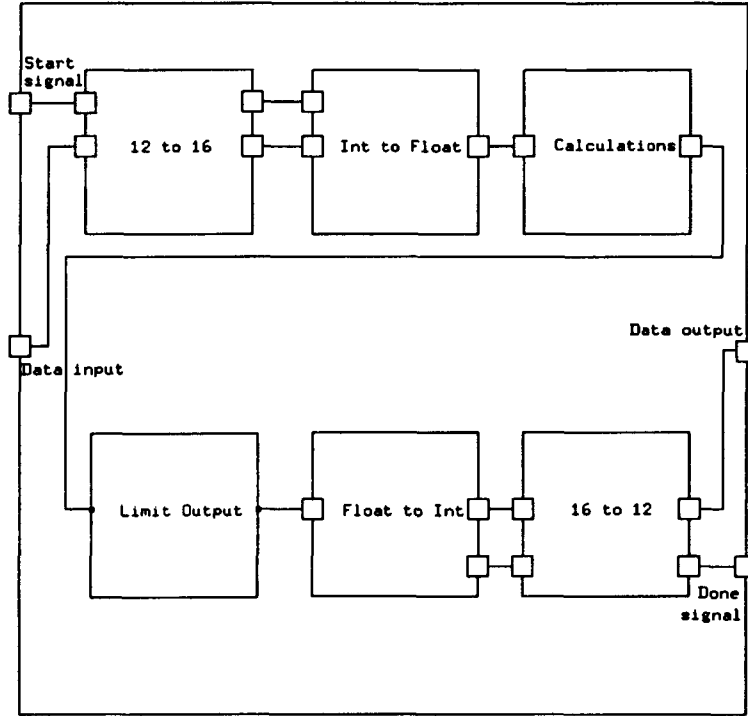 Start
signal
12 to 16
Int to Float
Calculations
Data input
Data output
Limit Output
Float to Int
16 to 12
Done
signal